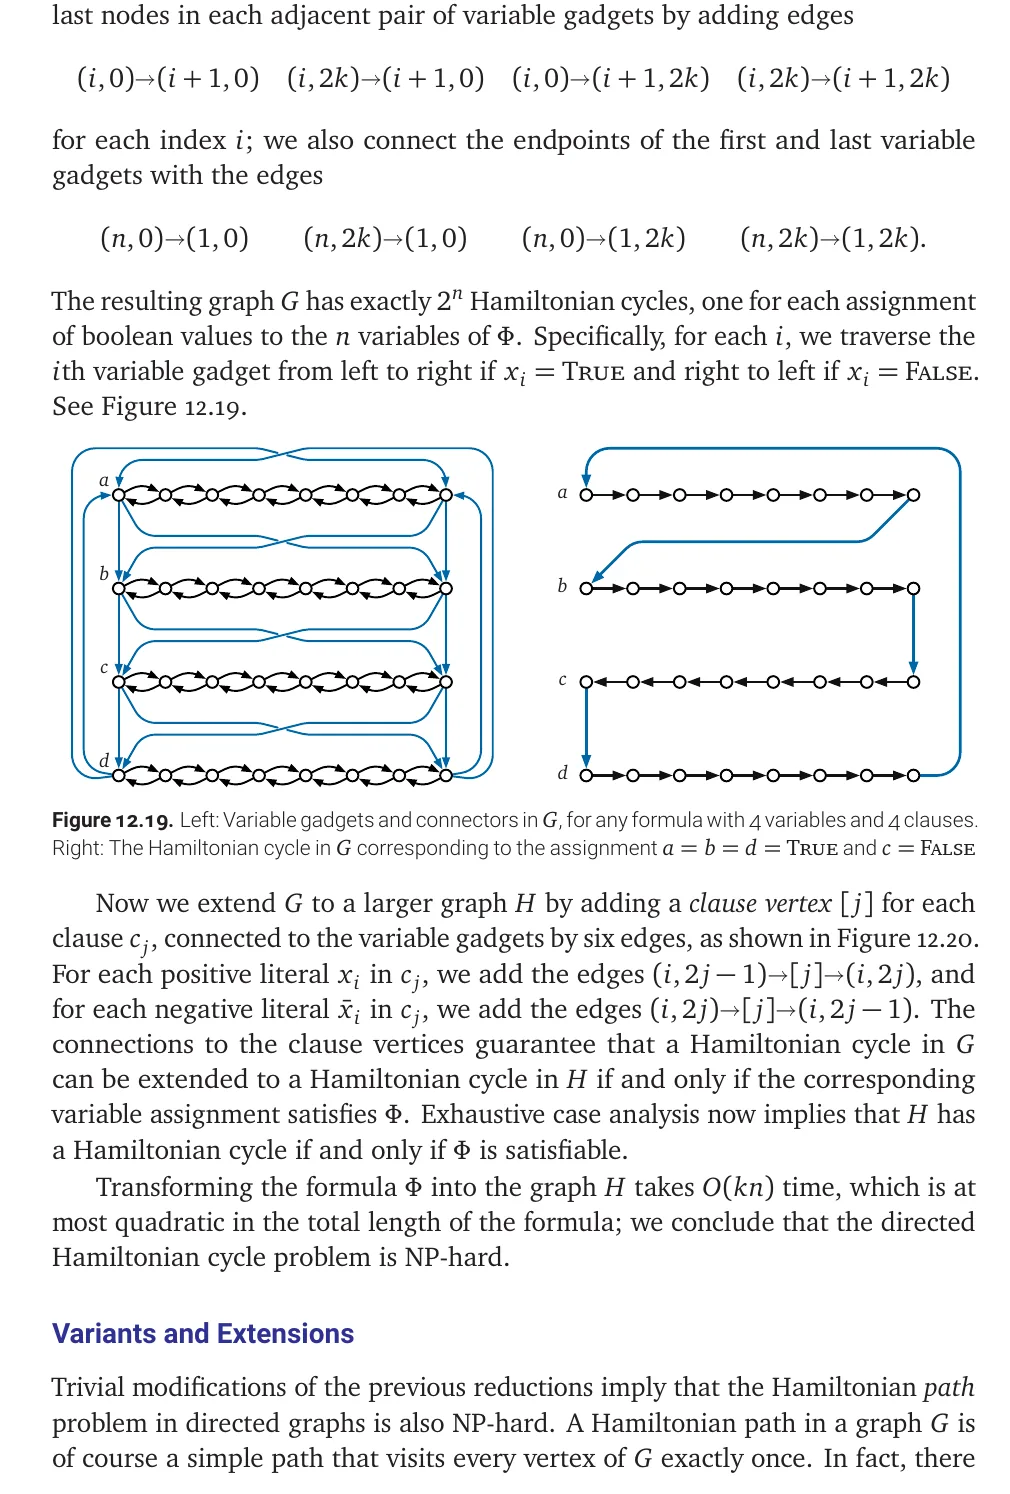 last nodes in each adjacent pair of variable gadgets by adding edges
(i,0)→(i + 1,0) (i,2k)→(i + 1,0) (i,0)→(i + 1,2k) (i,2k)→(i + 1,2k)
for each index i; we also connect the endpoints of the first and last variable
gadgets with the edges
(n,0)→(1,0) (n,2k)→(1,0) (n,0)→(1,2k) (n,2k)→(1,2k).
The resulting graph G has exactly 2ⁿ Hamiltonian cycles, one for each assignment
of boolean values to the n variables of Φ. Specifically, for each i, we traverse the
ith variable gadget from left to right if xᵢ = TRUE and right to left if xᵢ = FALSE.
See Figure 12.19.
a
b
c
d
a
b
c
d
Figure 12.19. Left: Variable gadgets and connectors in G, for any formula with 4 variables and 4 clauses.
Right: The Hamiltonian cycle in G corresponding to the assignment a = b = d = TRUE and c = FALSE
Now we extend G to a larger graph H by adding a clause vertex [j] for each
clause cⱼ, connected to the variable gadgets by six edges, as shown in Figure 12.20.
For each positive literal xᵢ in cⱼ, we add the edges (i,2j − 1)→[j]→(i,2j), and
for each negative literal x̄ᵢ in cⱼ, we add the edges (i,2j)→[j]→(i,2j − 1). The
connections to the clause vertices guarantee that a Hamiltonian cycle in G
can be extended to a Hamiltonian cycle in H if and only if the corresponding
variable assignment satisfies Φ. Exhaustive case analysis now implies that H has
a Hamiltonian cycle if and only if Φ is satisfiable.
Transforming the formula Φ into the graph H takes O(kn) time, which is at
most quadratic in the total length of the formula; we conclude that the directed
Hamiltonian cycle problem is NP-hard.
Variants and Extensions
Trivial modifications of the previous reductions imply that the Hamiltonian path
problem in directed graphs is also NP-hard. A Hamiltonian path in a graph G is
of course a simple path that visits every vertex of G exactly once. In fact, there